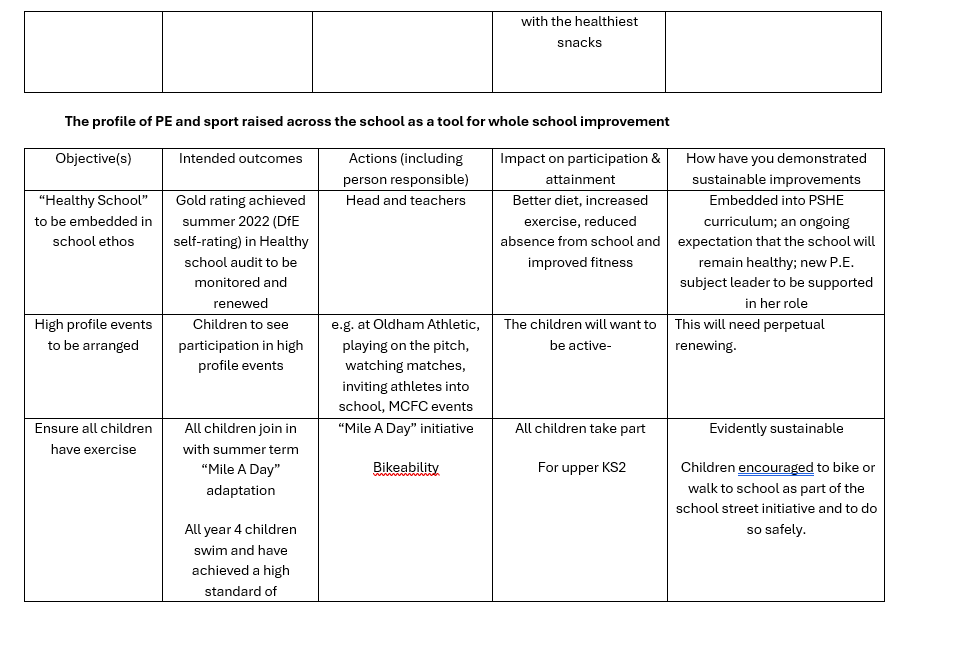 with the healthiest
snacks
The profile of PE and sport raised across the school as a tool for whole school improvement
Objective(s)
Intended outcomes
Actions (including
person responsible)
Impact on participation &
attainment
How have you demonstrated
sustainable improvements
“Healthy School”
to be embedded in
school ethos
Gold rating achieved
summer 2022 (DfE
self-rating) in Healthy
school audit to be
monitored and
renewed
Head and teachers
Better diet, increased
exercise, reduced
absence from school and
improved fitness
Embedded into PSHE
curriculum; an ongoing
expectation that the school will
remain healthy; new P.E.
subject leader to be supported
in her role
High profile events
to be arranged
Children to see
participation in high
profile events
e.g. at Oldham Athletic,
playing on the pitch,
watching matches,
inviting athletes into
school, MCFC events
The children will want to
be active-
This will need perpetual
renewing.
Ensure all children
have exercise
All children join in
with summer term
“Mile A Day”
adaptation
All year 4 children
swim and have
achieved a high
standard of
“Mile A Day” initiative
Bikeability
All children take part
For upper KS2
Evidently sustainable
Children encouraged to bike or
walk to school as part of the
school street initiative and to do
so safely.